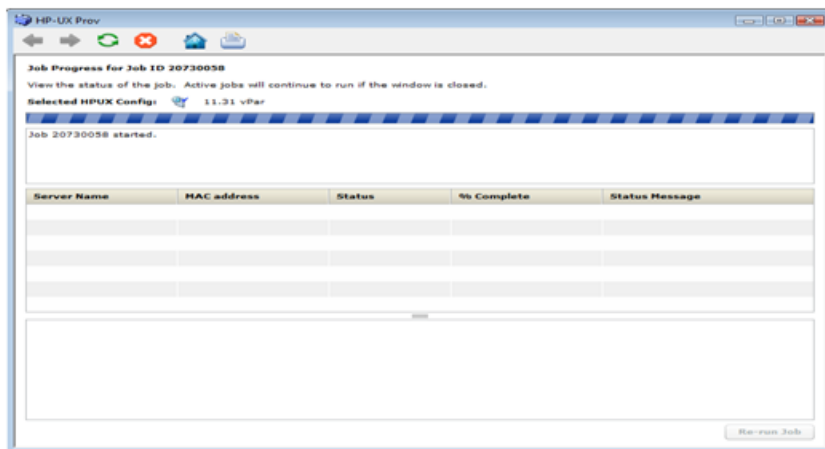 HP-UX Prov
Job Progress for Job ID 20730058
View the status of the job. Active jobs will continue to run if the window is closed.
Selected HPUX Config: 11.31 vPar
Job 20730058 started.
Server Name MAC address Status % Complete Status Message
Re-run Job